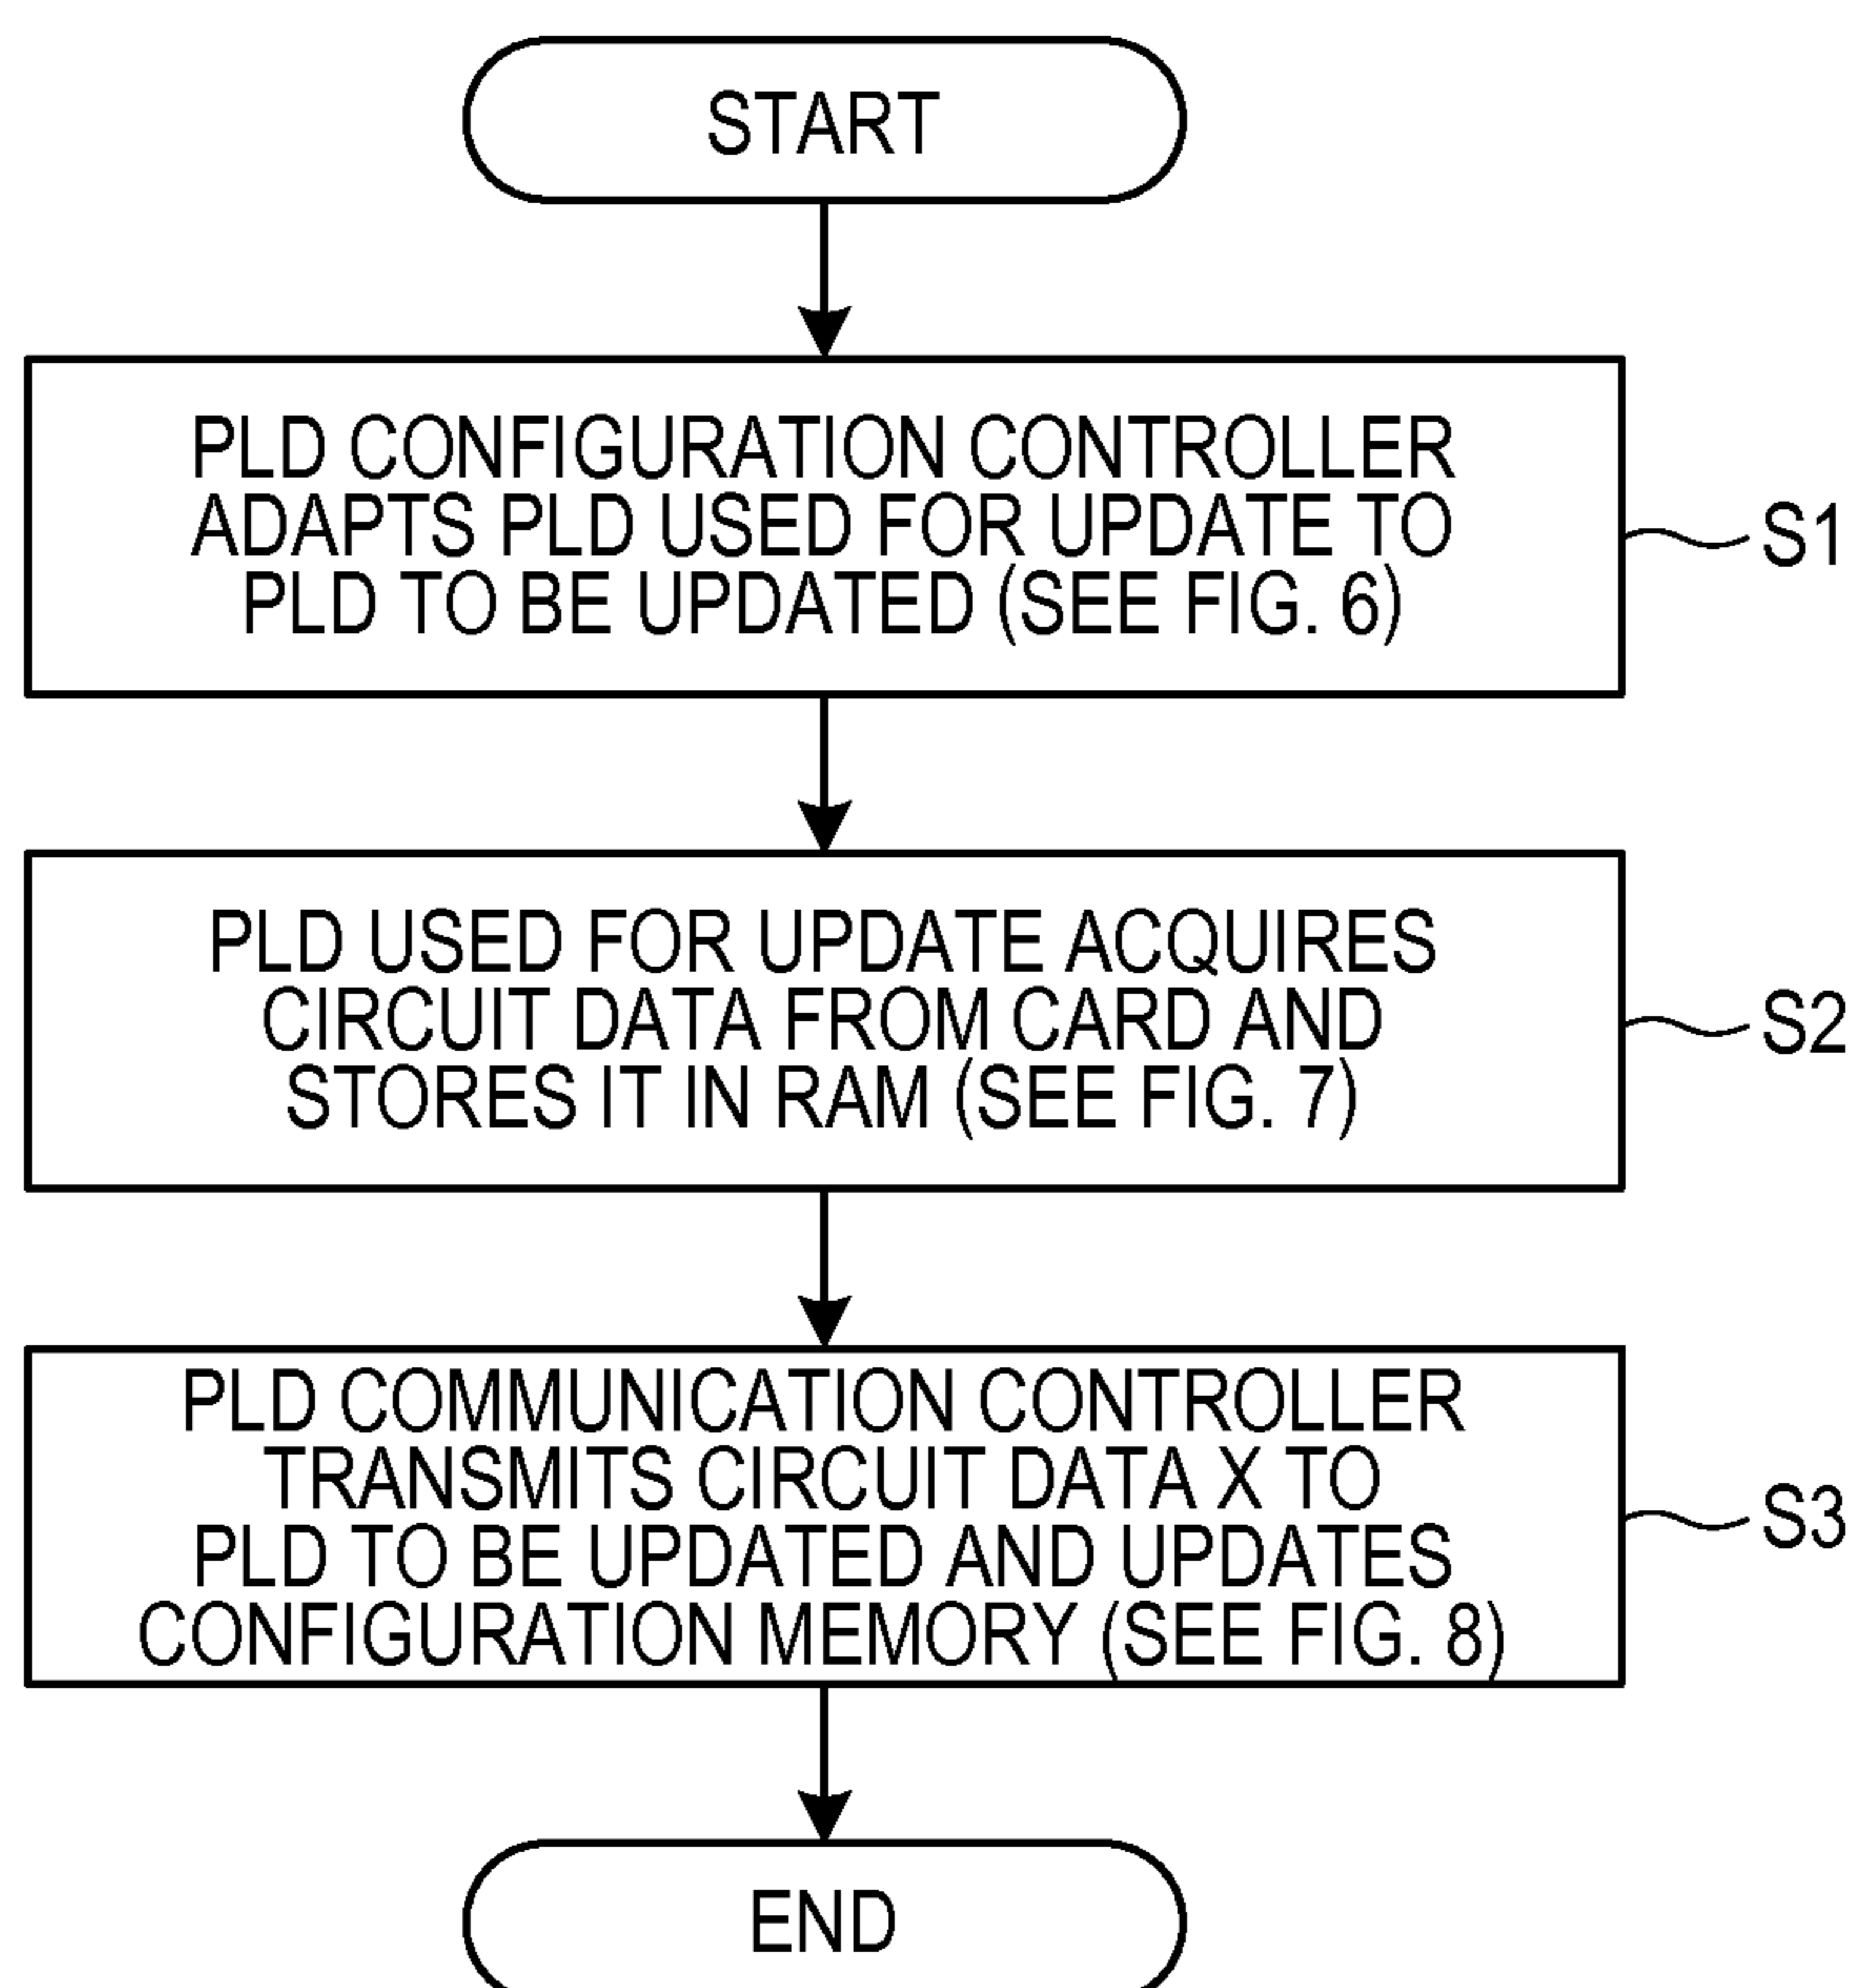 START
PLD CONFIGURATION CONTROLLER
ADAPTS PLD USED FOR UPDATE TO
PLD TO BE UPDATED (SEE FIG. 6)
S1
PLD USED FOR UPDATE ACQUIRES
CIRCUIT DATA FROM CARD AND
STORES IT IN RAM (SEE FIG. 7)
S2
PLD COMMUNICATION CONTROLLER
TRANSMITS CIRCUIT DATA X TO
PLD TO BE UPDATED AND UPDATES
CONFIGURATION MEMORY (SEE FIG. 8)
S3
END